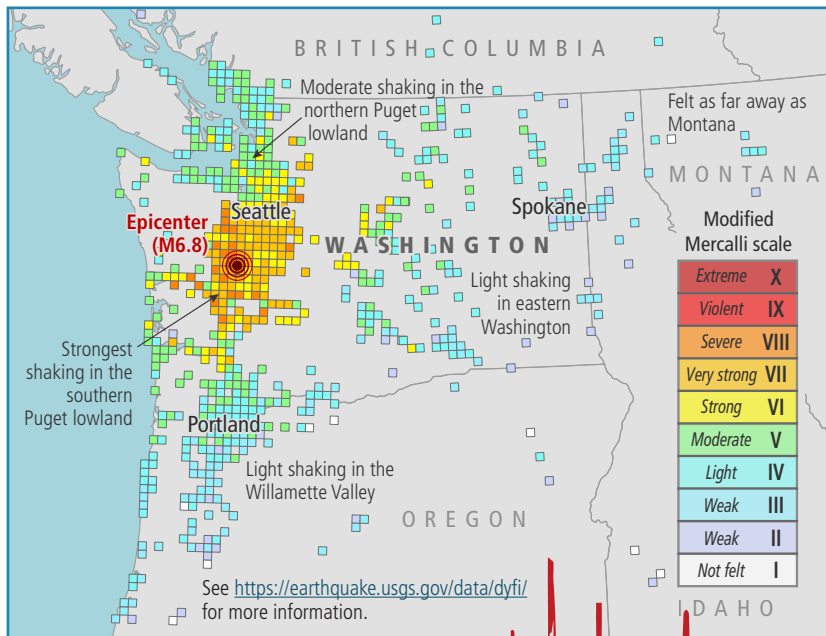 BRITISH COLUMBIA
Moderate shaking in the
northern Puget
lowland
Felt as far away as
Montana
MONTANA
Epicenter
(M6.8)
Seattle
WASHINGTON
Spokane
Light shaking
in eastern
Washington
Strongest
shaking in the
southern
Puget lowland
Portland
Light shaking in the
Willamette Valley
OREGON
Modified
Mercalli scale
Extreme X
Violent IX
Severe VIII
Very strong VII
Strong VI
Moderate V
Light IV
Weak III
Weak II
Not felt I
IDAHO
See https://earthquake.usgs.gov/data/dyfi/
for more information.